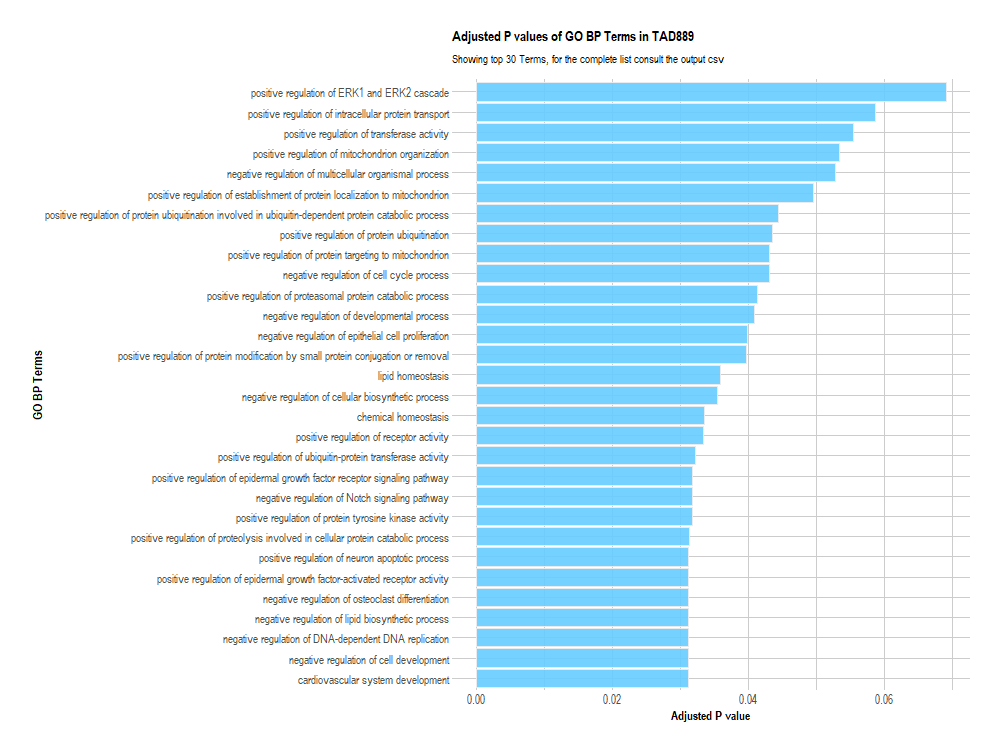 Adjusted P values of GO BP Terms in TAD889
Showing top 30 Terms, for the complete list consult the output csv
GO BP Terms
positive regulation of ERK1 and ERK2 cascade
positive regulation of intracellular protein transport
positive regulation of transferase activity
positive regulation of mitochondrion organization
negative regulation of multicellular organismal process
positive regulation of establishment of protein localization to mitochondrion
positive regulation of protein ubiquitination involved in ubiquitin-dependent protein catabolic process
positive regulation of protein ubiquitination
positive regulation of protein targeting to mitochondrion
negative regulation of cell cycle process
positive regulation of proteasomal protein catabolic process
negative regulation of developmental process
negative regulation of epithelial cell proliferation
positive regulation of protein modification by small protein conjugation or removal
lipid homeostasis
negative regulation of cellular biosynthetic process
chemical homeostasis
positive regulation of receptor activity
positive regulation of ubiquitin-protein transferase activity
positive regulation of epidermal growth factor receptor signaling pathway
negative regulation of Notch signaling pathway
positive regulation of protein tyrosine kinase activity
positive regulation of proteolysis involved in cellular protein catabolic process
positive regulation of neuron apoptotic process
positive regulation of epidermal growth factor-activated receptor activity
negative regulation of osteoclast differentiation
negative regulation of lipid biosynthetic process
negative regulation of DNA-dependent DNA replication
negative regulation of cell development
cardiovascular system development
0.00 0.02 0.04 0.06
Adjusted P value